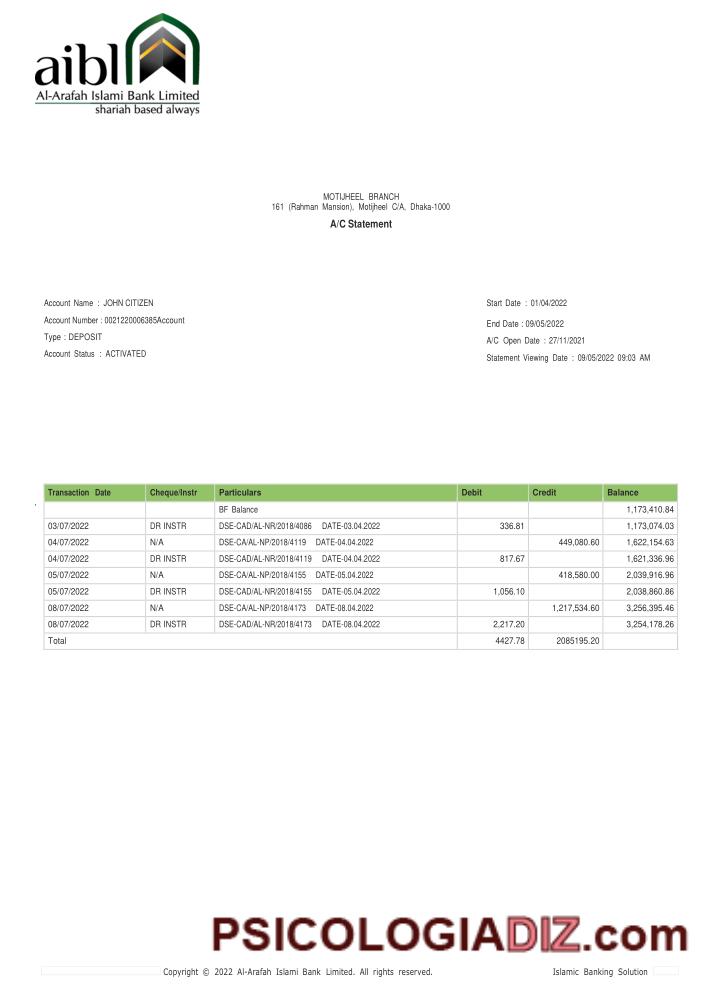 aibl
Al-Arafah Islami Bank Limited
shariah based always
MOTIJHEEL BRANCH
161 (Rahman Mansion), Motijheel C/A, Dhaka-1000
A/C Statement
Account Name : JOHN CITIZEN
Account Number : 0021220006385Account
Type : DEPOSIT
Account Status : ACTIVATED
Start Date : 01/04/2022
End Date : 09/05/2022
A/C Open Date : 27/11/2021
Statement Viewing Date : 09/05/2022 09:03 AM
Transaction Date Cheque/Instr Particulars Debit Credit Balance
BF Balance 1,173,410.84
03/07/2022 DR INSTR DSE-CAD/AL-NR/2018/4086 DATE-03.04.2022 336.81 1,173,074.03
04/07/2022 N/A DSE-CA/AL-NP/2018/4119 DATE-04.04.2022 449,080.60 1,622,154.63
04/07/2022 DR INSTR DSE-CAD/AL-NR/2018/4119 DATE-04.04.2022 817.67 1,621,336.96
05/07/2022 N/A DSE-CA/AL-NP/2018/4155 DATE-05.04.2022 418,580.00 2,039,916.96
05/07/2022 DR INSTR DSE-CAD/AL-NR/2018/4155 DATE-05.04.2022 1,056.10 2,038,860.86
08/07/2022 N/A DSE-CA/AL-NP/2018/4173 DATE-08.04.2022 1,217,534.60 3,256,395.46
08/07/2022 DR INSTR DSE-CAD/AL-NR/2018/4173 DATE-08.04.2022 2,217.20 3,254,178.26
Total 4427.78 2085195.20
PSICOLOGIADIZ.com
Copyright © 2022 Al-Arafah Islami Bank Limited. All rights reserved. Islamic Banking Solution